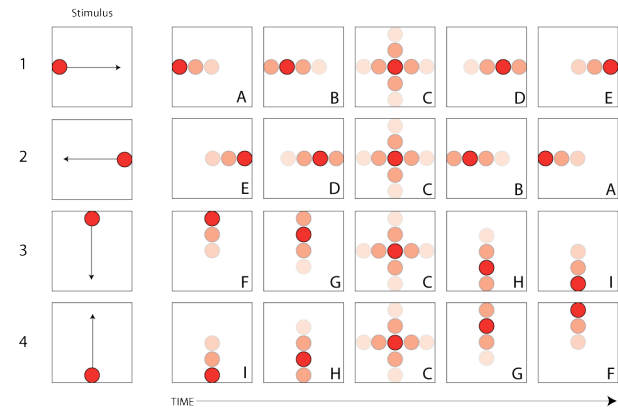 Stimulus
1 A B C D E
2 E D C B A
3 F G C H I
4 I H C G F
TIME